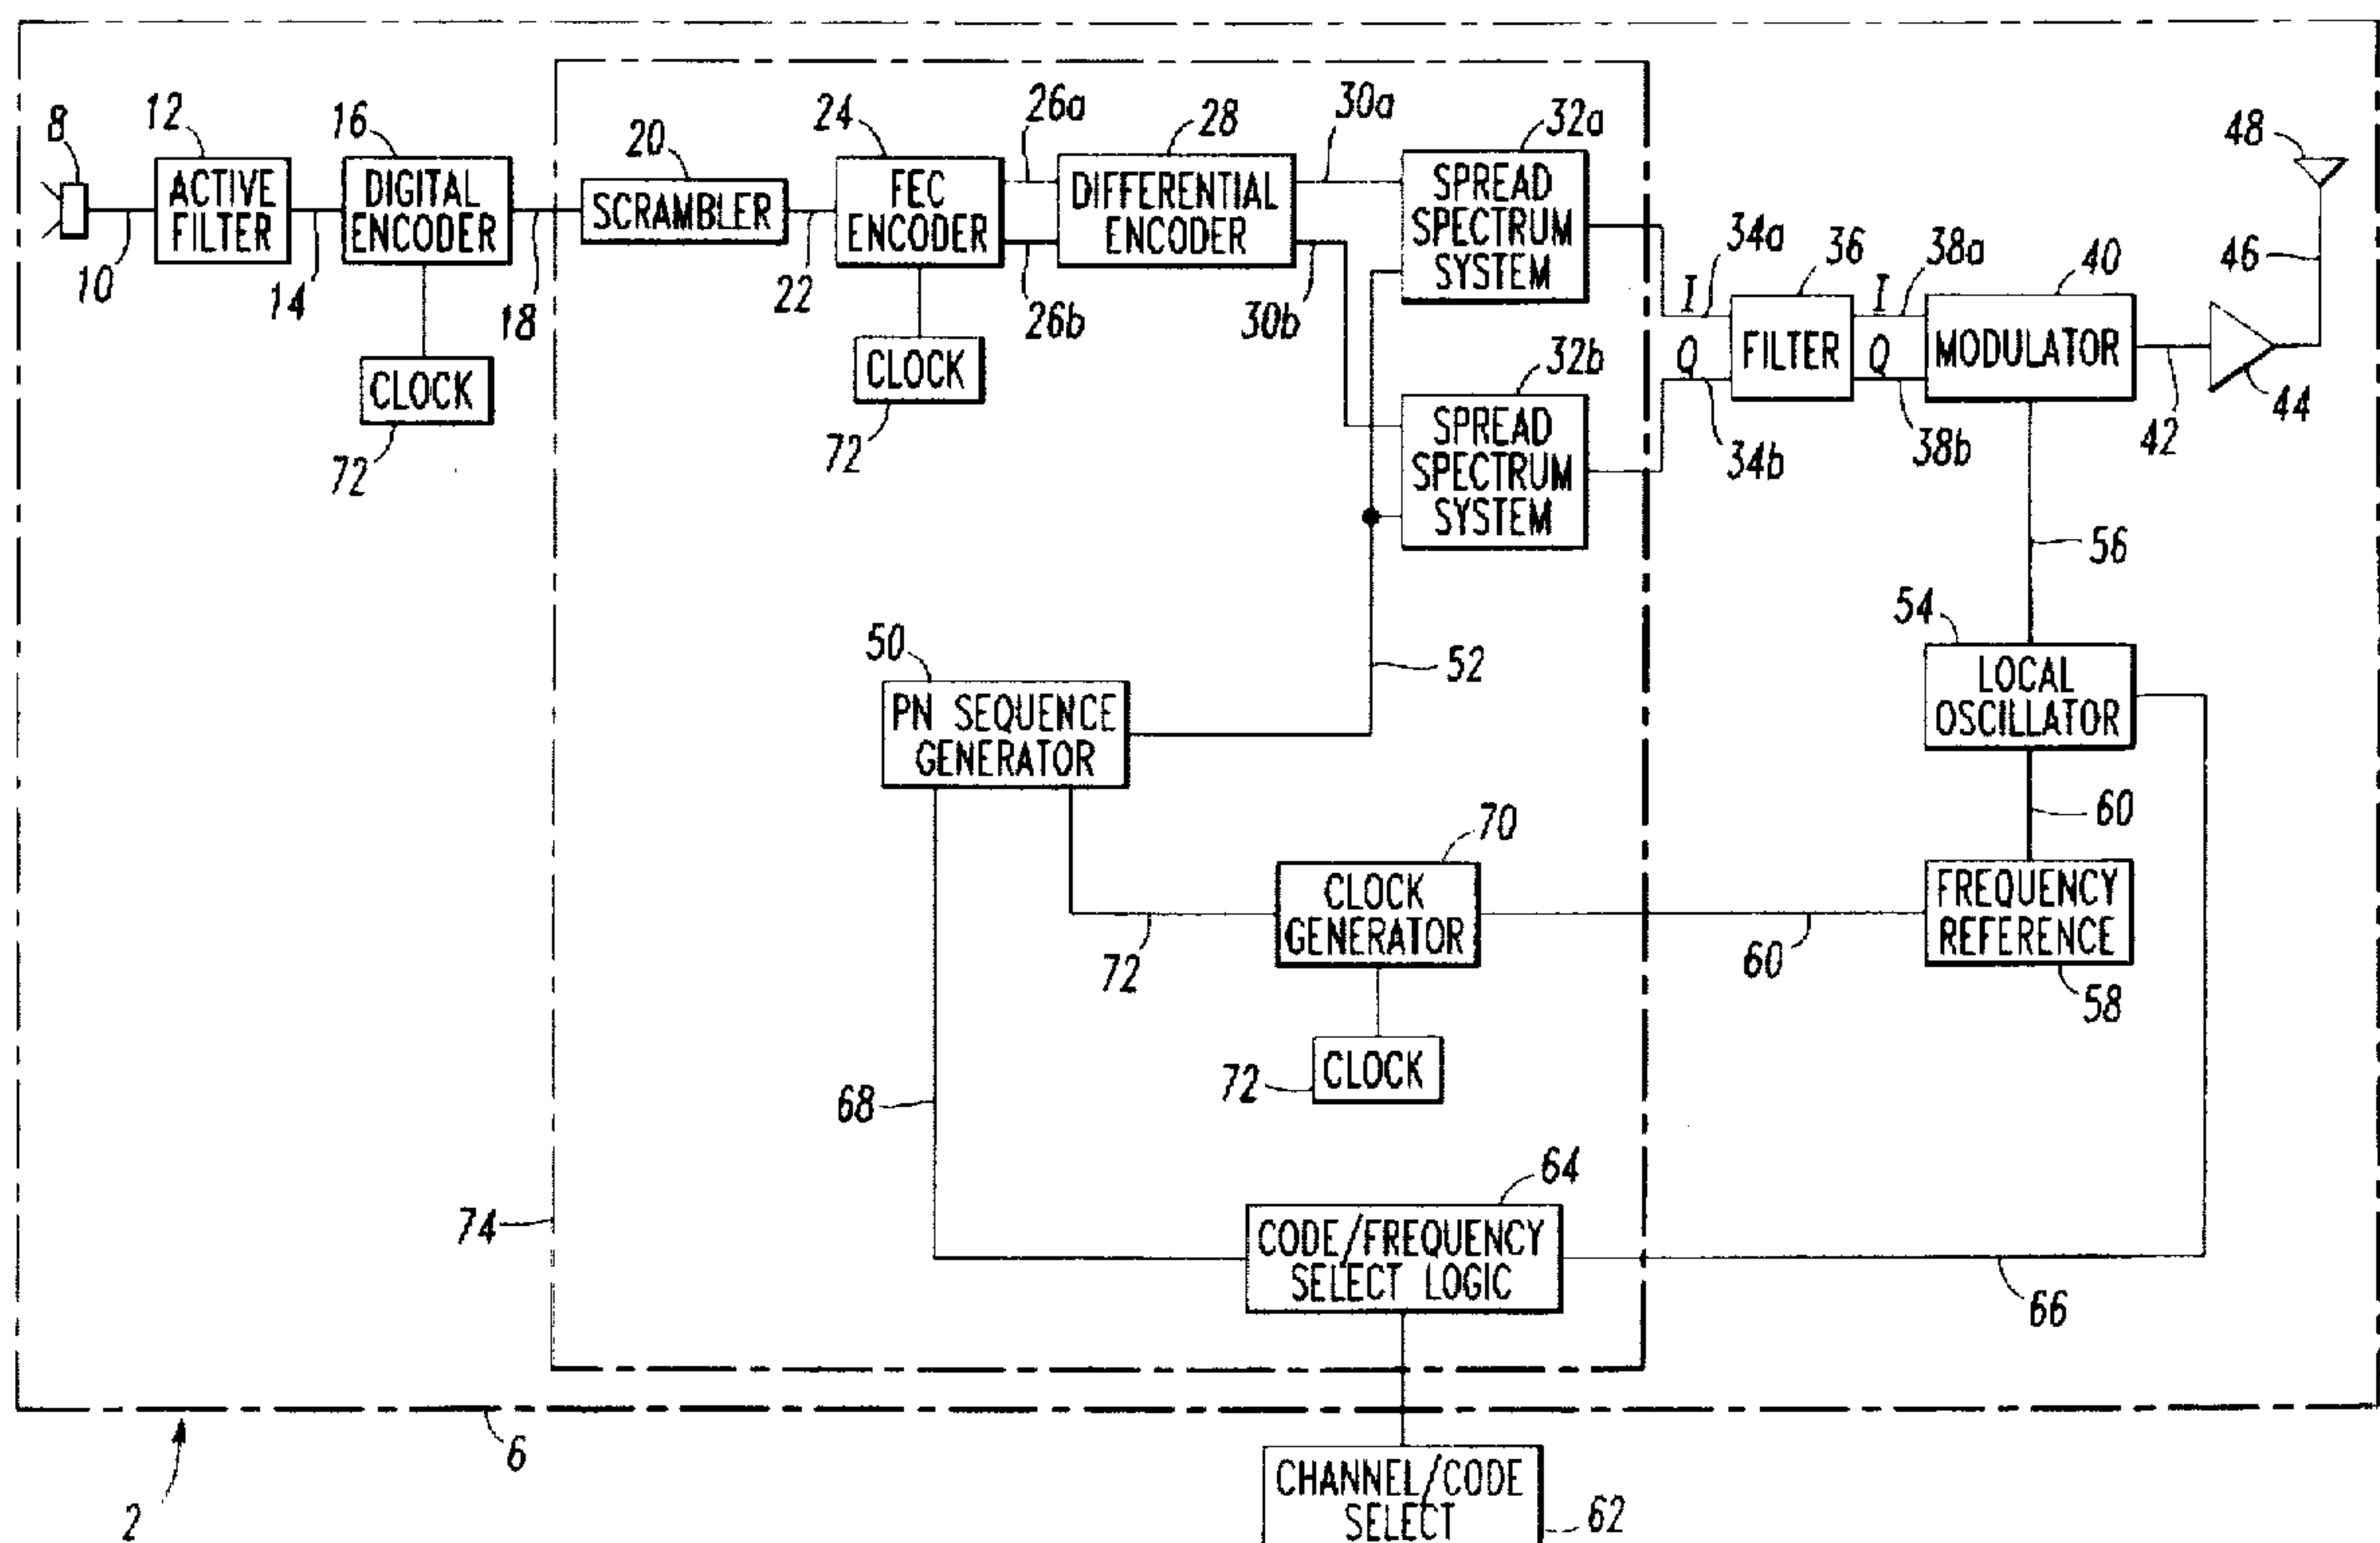 8
12
16
20
24
26a
28
30a
32a
48
ACTIVE
FILTER
DIGITAL
ENCODER
SCRAMBLER
FEC
ENCODER
DIFFERENTIAL
ENCODER
SPREAD
SPECTRUM
SYSTEM
10
14
18
22
26b
30b
I
34a
36
I
38a
40
46
CLOCK
72
CLOCK
72
32b
Q
FILTER
Q
MODULATOR
34b
38b
42
44
SPREAD
SPECTRUM
SYSTEM
56
50
52
54
PN SEQUENCE
GENERATOR
LOCAL
OSCILLATOR
60
70
CLOCK
GENERATOR
72
60
FREQUENCY
REFERENCE
58
72
CLOCK
68
64
74
CODE/FREQUENCY
SELECT LOGIC
66
6
2
CHANNEL/CODE
SELECT
62